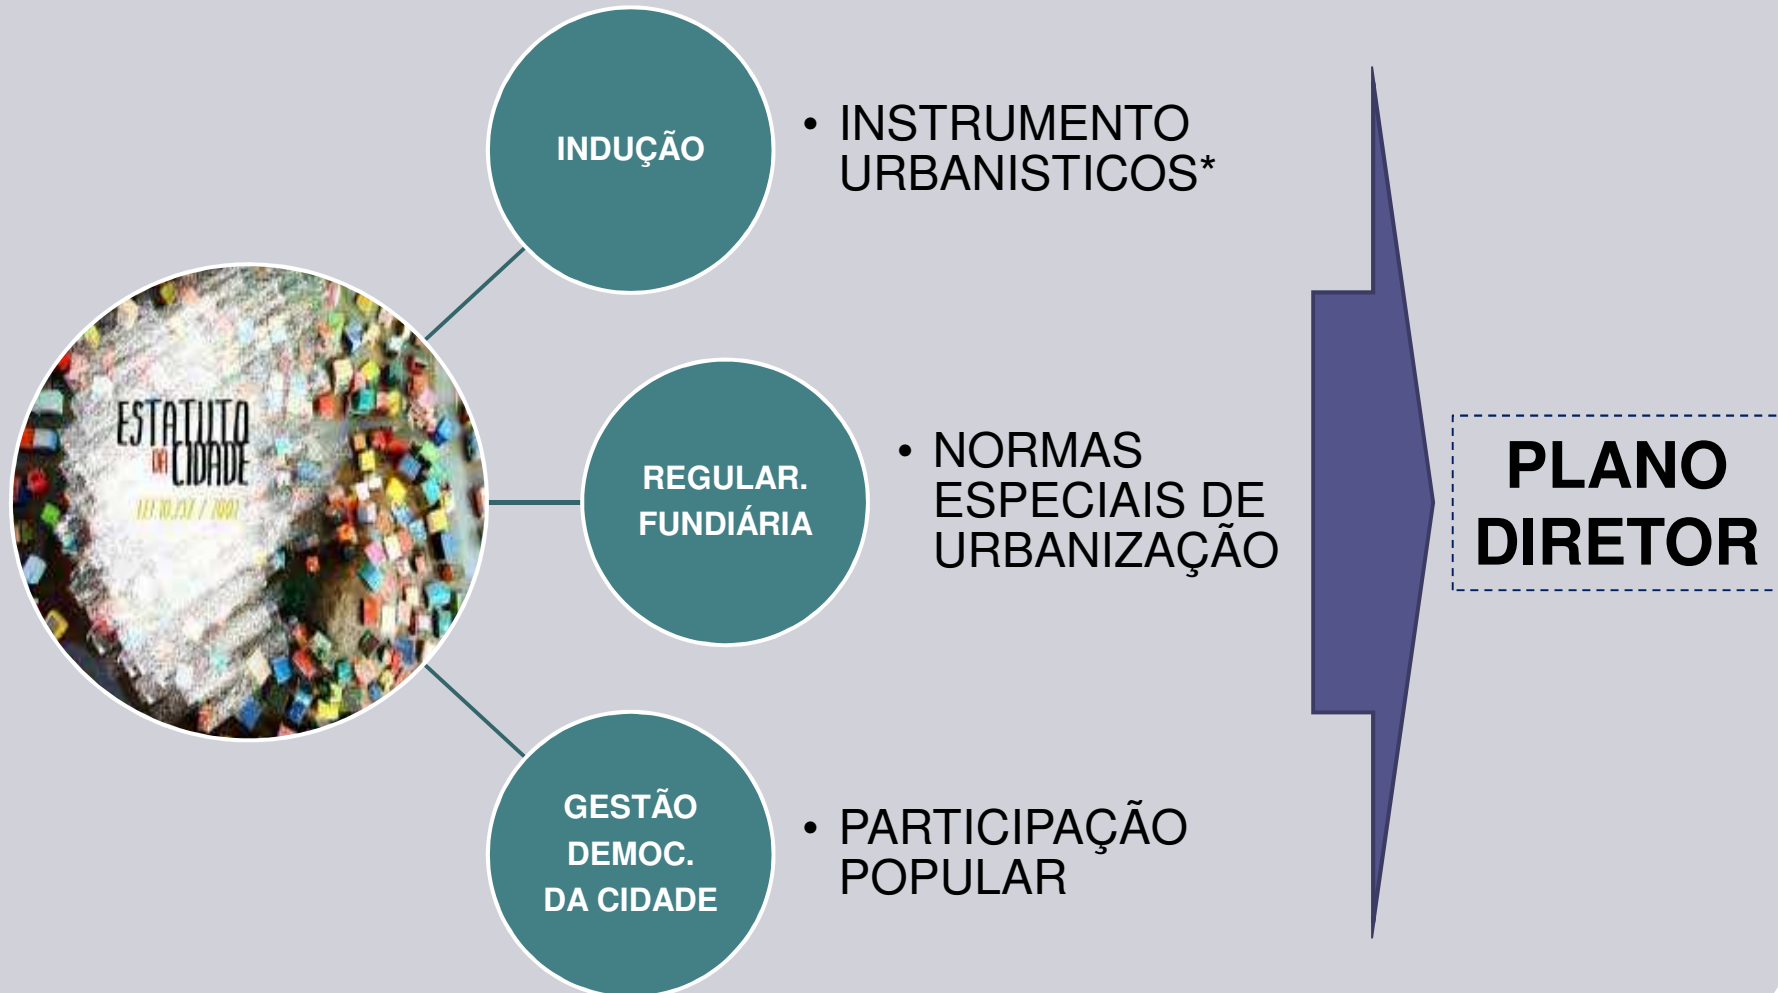 INDUÇÃO
• INSTRUMENTO
URBANISTICOS*
ESTATUTO
DA CIDADE
REGULAR.
FUNDIÁRIA
• NORMAS
ESPECIAIS DE
URBANIZAÇÃO
GESTÃO
DEMOC.
DA CIDADE
• PARTICIPAÇÃO
POPULAR
PLANO
DIRETOR